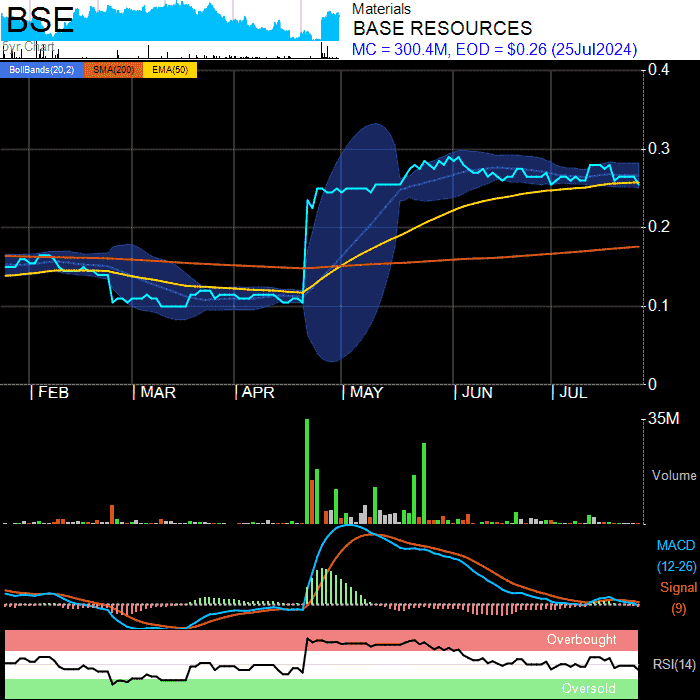 BSE
5yr Chart
Materials
BASE RESOURCES
MC = 300.4M, EOD = $0.26 (25Jul2024)
BollBands(20,2) SMA(200) EMA(50)
0.4
0.3
0.2
0.1
0
| FEB | MAR | APR | MAY | JUN | JUL
35M
Volume
MACD
(12-26)
Signal
(9)
Overbought
RSI(14)
Oversold